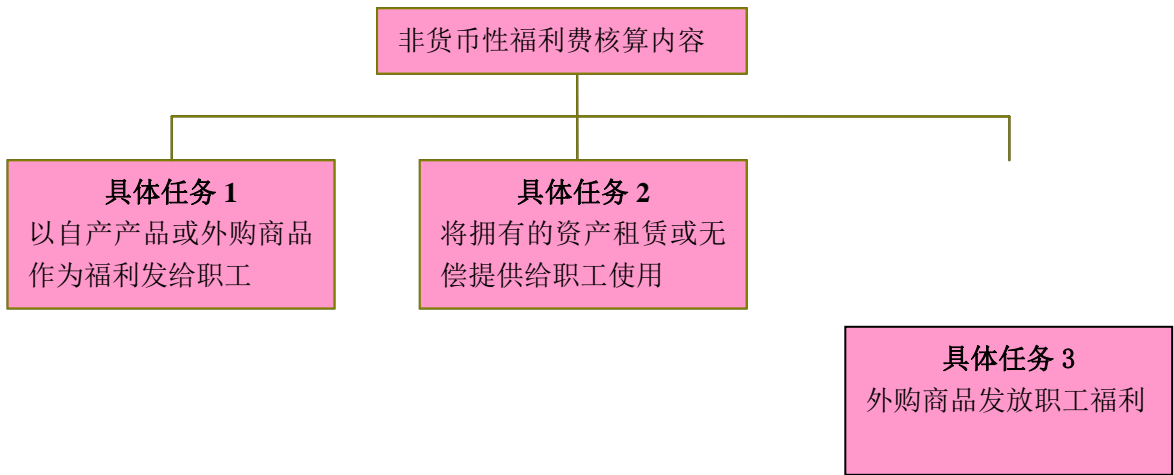 非货币性福利费核算内容
具体任务 1
以自产产品或外购商品
作为福利发给职工
具体任务 2
将拥有的资产租赁或无
偿提供给职工使用
具体任务 3
外购商品发放职工福利